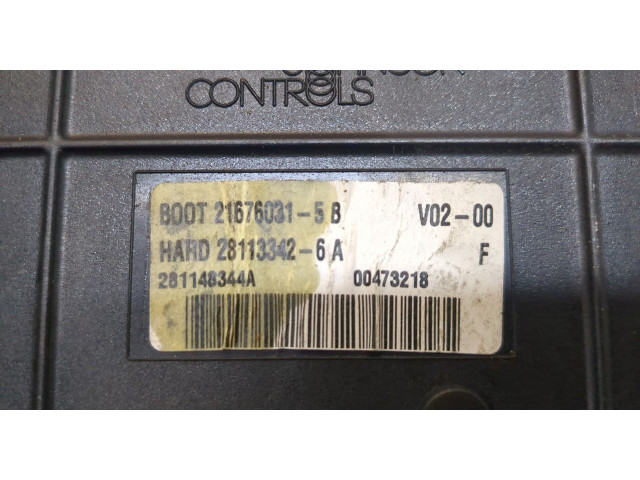 CONTROLS
BOOT 21676031-5 B V02-00
HARD 28113342-6 A F
281148344A 00473218